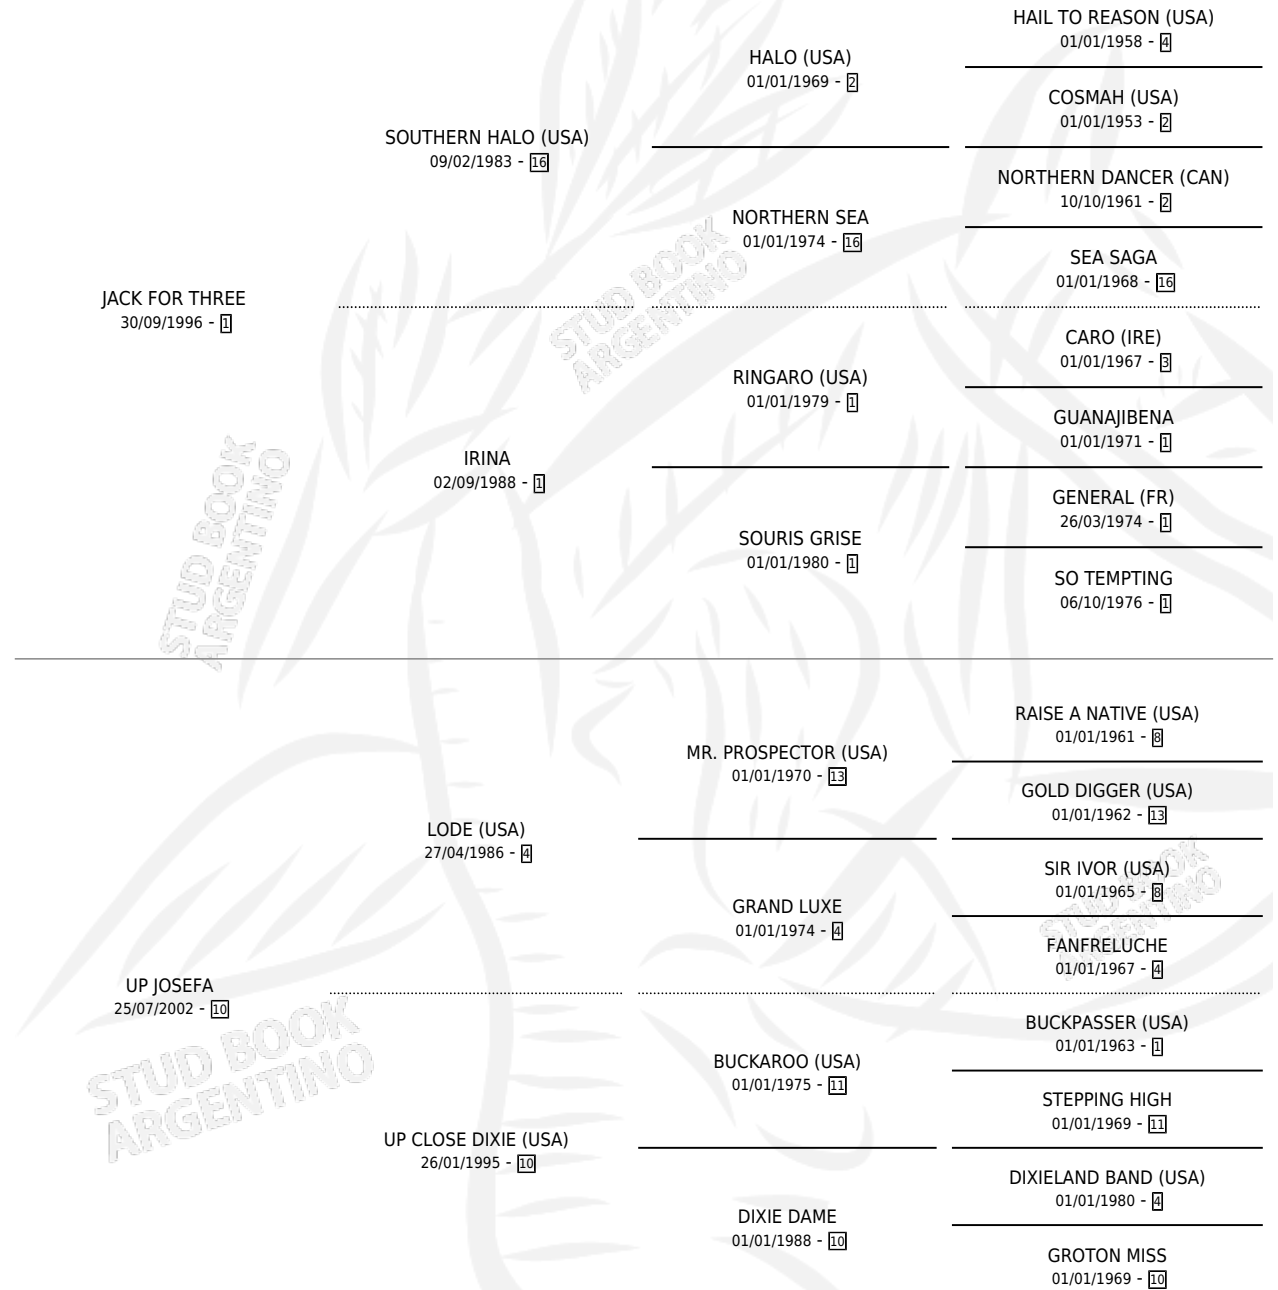 HAIL TO REASON (USA)
01/01/1958 - 4
HALO (USA)
01/01/1969 - 2
COSMAH (USA)
01/01/1953 - 2
SOUTHERN HALO (USA)
09/02/1983 - 16
NORTHERN DANCER (CAN)
10/10/1961 - 2
NORTHERN SEA
01/01/1974 - 16
SEA SAGA
01/01/1968 - 16
JACK FOR THREE
30/09/1996 - 1
CARO (IRE)
01/01/1967 - 3
RINGARO (USA)
01/01/1979 - 1
GUANAJIBENA
01/01/1971 - 1
IRINA
02/09/1988 - 1
GENERAL (FR)
26/03/1974 - 1
SOURIS GRISE
01/01/1980 - 1
SO TEMPTING
06/10/1976 - 1
STUD BOOK
ARGENTINO
STUD BOOK
ARGENTINO
RAISE A NATIVE (USA)
01/01/1961 - 8
MR. PROSPECTOR (USA)
01/01/1970 - 13
GOLD DIGGER (USA)
01/01/1962 - 13
LODE (USA)
27/04/1986 - 4
SIR IVOR (USA)
01/01/1965 - 8
GRAND LUXE
01/01/1974 - 4
FANFRELUCHE
01/01/1967 - 4
UP JOSEFA
25/07/2002 - 10
BUCKPASSER (USA)
01/01/1963 - 1
BUCKAROO (USA)
01/01/1975 - 11
STEPPING HIGH
01/01/1969 - 11
UP CLOSE DIXIE (USA)
26/01/1995 - 10
DIXIELAND BAND (USA)
01/01/1980 - 4
DIXIE DAME
01/01/1988 - 10
GROTON MISS
01/01/1969 - 10
STUD BOOK
ARGENTINO
STUD BOOK
ARGENTINO